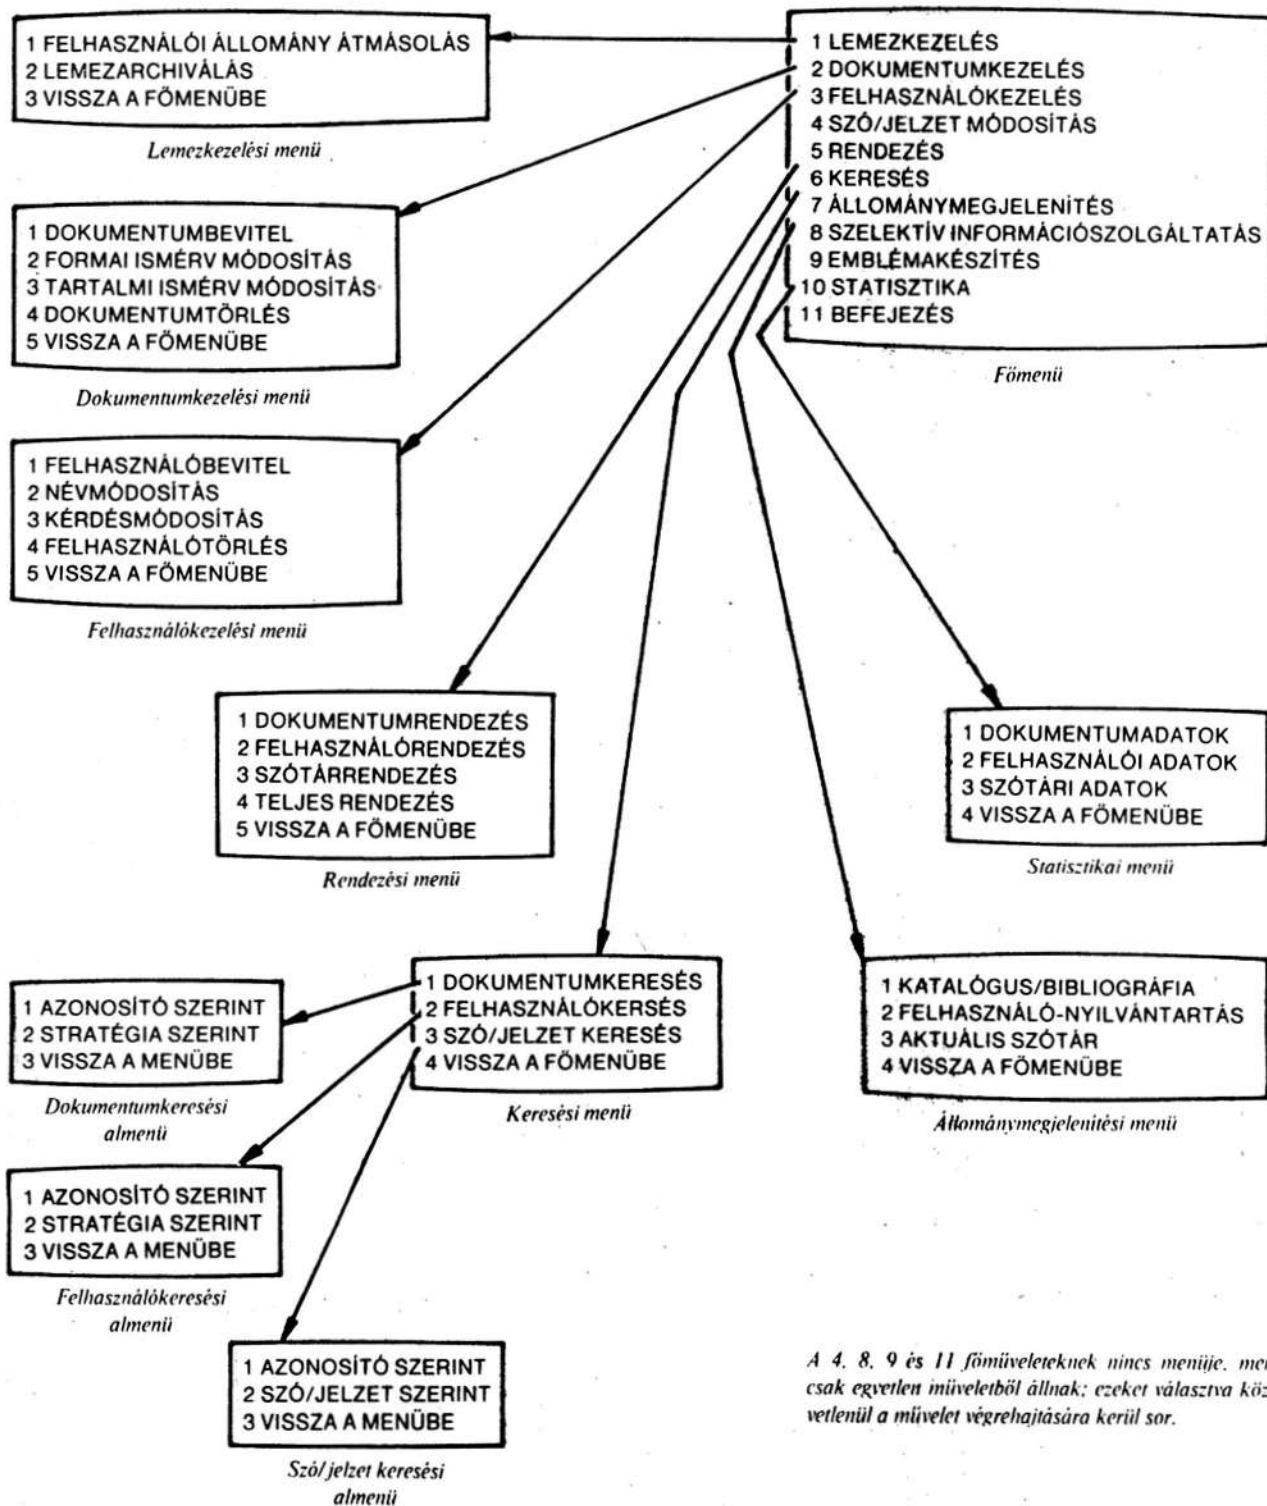 1 FELHASZNÁLÓI ÁLLOMÁNY ÁTMÁSOLÁS
2 LEMEZARCHIVÁLÁS
3 VISSZA A FŐMENÜBE
Lemezkezelési menü
1 LEMEZKEZELÉS
2 DOKUMENTUMKEZELÉS
3 FELHASZNÁLÓKEZELÉS
4 SZÓ/JELZET MÓDOSÍTÁS
5 RENDEZÉS
6 KERESÉS
7 ÁLLOMÁNYMEGJELENÍTÉS
8 SZELEKTÍV INFORMÁCIÓSZOLGÁLTATÁS
9 EMBLÉMAKÉSZÍTÉS
10 STATISZTIKA
11 BEFEJEZÉS
Főmenü
1 DOKUMENTUMBEVITEL
2 FORMAI ISMÉRV MÓDOSÍTÁS
3 TARTALMI ISMÉRV MÓDOSÍTÁS
4 DOKUMENTUMTÖRLÉS
5 VISSZA A FŐMENÜBE
Dokumentumkezelési menü
1 FELHASZNÁLÓBEVITEL
2 NÉVMÓDOSÍTÁS
3 KÉRDÉSMÓDOSÍTÁS
4 FELHASZNÁLÓTÖRLÉS
5 VISSZA A FŐMENÜBE
Felhasználókezelési menü
1 DOKUMENTUMRENDEZÉS
2 FELHASZNÁLÓRENDEZÉS
3 SZÓTÁRRENDEZÉS
4 TELJES RENDEZÉS
5 VISSZA A FŐMENÜBE
Rendezési menü
1 DOKUMENTUMADATOK
2 FELHASZNÁLÓI ADATOK
3 SZÓTÁRI ADATOK
4 VISSZA A FŐMENÜBE
Statisztikai menü
1 DOKUMENTUMKERESÉS
2 FELHASZNÁLÓKERSÉS
3 SZÓ/JELZET KERESÉS
4 VISSZA A FŐMENÜBE
Keresési menü
1 KATALÓGUS/BIBLIOGRÁFIA
2 FELHASZNÁLÓ-NYILVÁNTARTÁS
3 AKTUÁLIS SZÓTÁR
4 VISSZA A FŐMENÜBE
Állománymegjelenítési menü
1 AZONOSÍTÓ SZERINT
2 STRATÉGIA SZERINT
3 VISSZA A MENÜBE
Dokumentumkeresési
almenü
1 AZONOSÍTÓ SZERINT
2 STRATÉGIA SZERINT
3 VISSZA A MENÜBE
Felhasználókeresési
almenü
1 AZONOSÍTÓ SZERINT
2 SZÓ/JELZET SZERINT
3 VISSZA A MENÜBE
Szó/jelzet keresési
almenü
A 4, 8, 9 és 11 főműveleteknek nincs menüje, mer
csak egyetlen műveletből állnak; ezeket választva köz
vetlenül a művelet végrehajtására kerül sor.